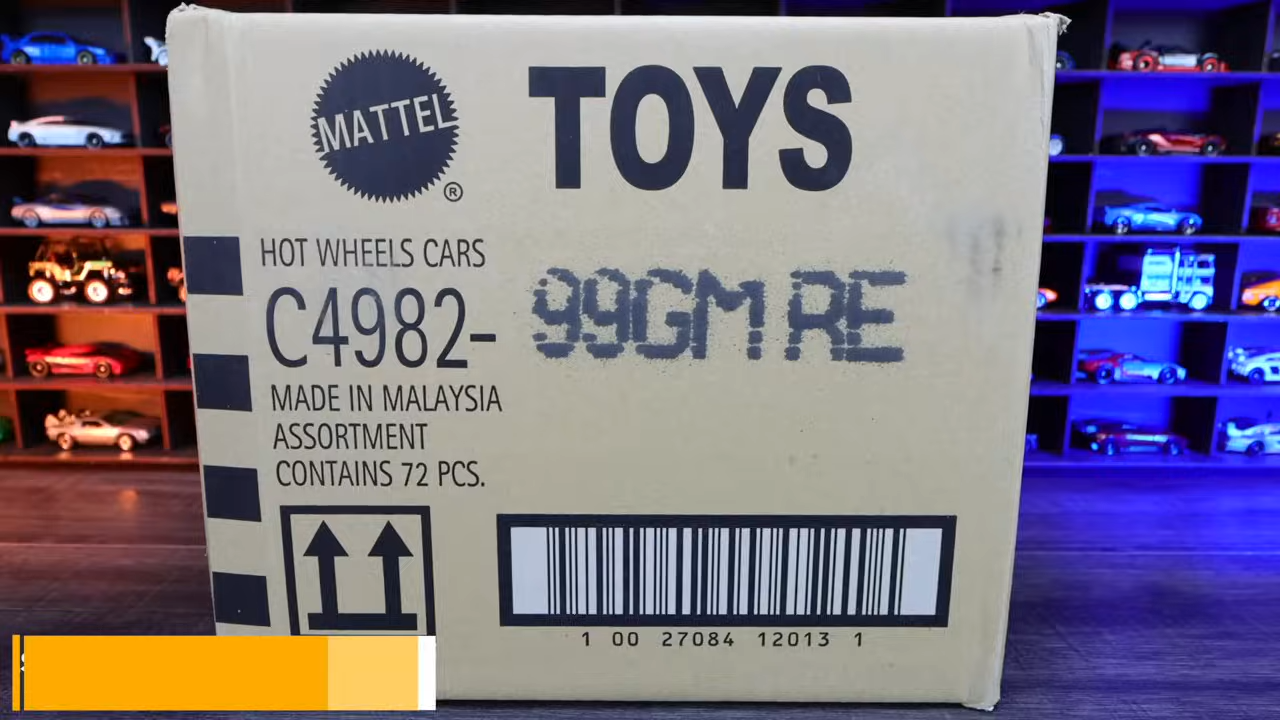 MATTEL
®
TOYS
HOT WHEELS CARS
C4982- 99GM RE
MADE IN MALAYSIA
ASSORTMENT
CONTAINS 72 PCS.
1 00 27084 12013 1